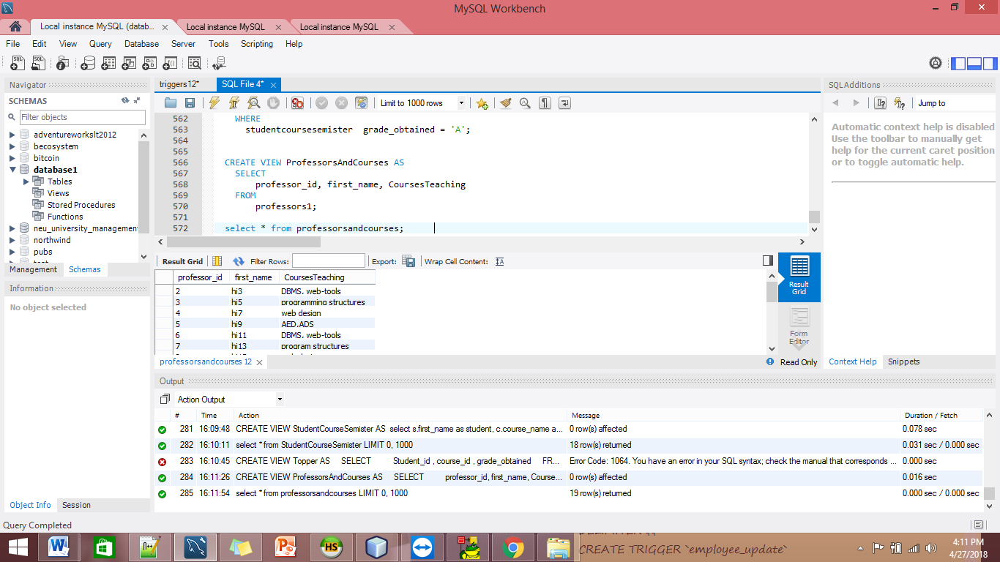 MySQL Workbench
Local instance MySQL (datab... ×
Local instance MySQL ×
Local instance MySQL ×
File Edit View Query Database Server Tools Scripting Help
Navigator
SCHEMAS
Filter objects
adventureworkslt2012
becosystem
bitcoin
database1
Tables
Views
Stored Procedures
Functions
neu_university_management
northwind
pubs
Management Schemas
Information
No object selected
Object Info Session
triggers12*
SQL File 4* ×
Limit to 1000 rows
562 WHERE
563 studentcoursesemister grade_obtained = 'A';
564
565
566 CREATE VIEW ProfessorsAndCourses AS
567 SELECT
568 professor_id, first_name, CoursesTeaching
569 FROM
570 professors1;
571
572 select * from professorsandcourses;
Result Grid Filter Rows: Export: Wrap Cell Content:
professor_id first_name CoursesTeaching
2 hi3 DBMS, web-tools
3 hi5 programming structures
4 hi7 web design
5 hi9 AED,ADS
6 hi11 DBMS, web-tools
7 hi13 program structures
Result Grid
Form Editor
professorsandcourses 12 ×
Read Only
SQLAdditions
Jump to
Automatic context help is disabled.
Use the toolbar to manually get
help for the current caret position
or to toggle automatic help.
Context Help Snippets
Output
Action Output
# Time Action Message Duration / Fetch
281 16:09:48 CREATE VIEW StudentCourseSemister AS select s.first_name as student, c.course_name a... 0 row(s) affected 0.078 sec
282 16:10:11 select * from StudentCourseSemister LIMIT 0, 1000 18 row(s) returned 0.031 sec / 0.000 sec
283 16:10:45 CREATE VIEW Topper AS SELECT Student_id , course_id , grade_obtained FR... Error Code: 1064. You have an error in your SQL syntax; check the manual that corresponds ... 0.000 sec
284 16:11:26 CREATE VIEW ProfessorsAndCourses AS SELECT professor_id, first_name, Course... 0 row(s) affected 0.016 sec
285 16:11:54 select * from professorsandcourses LIMIT 0, 1000 19 row(s) returned 0.000 sec / 0.000 sec
Query Completed
CREATE TRIGGER `employee_update`
4:11 PM
4/27/2018